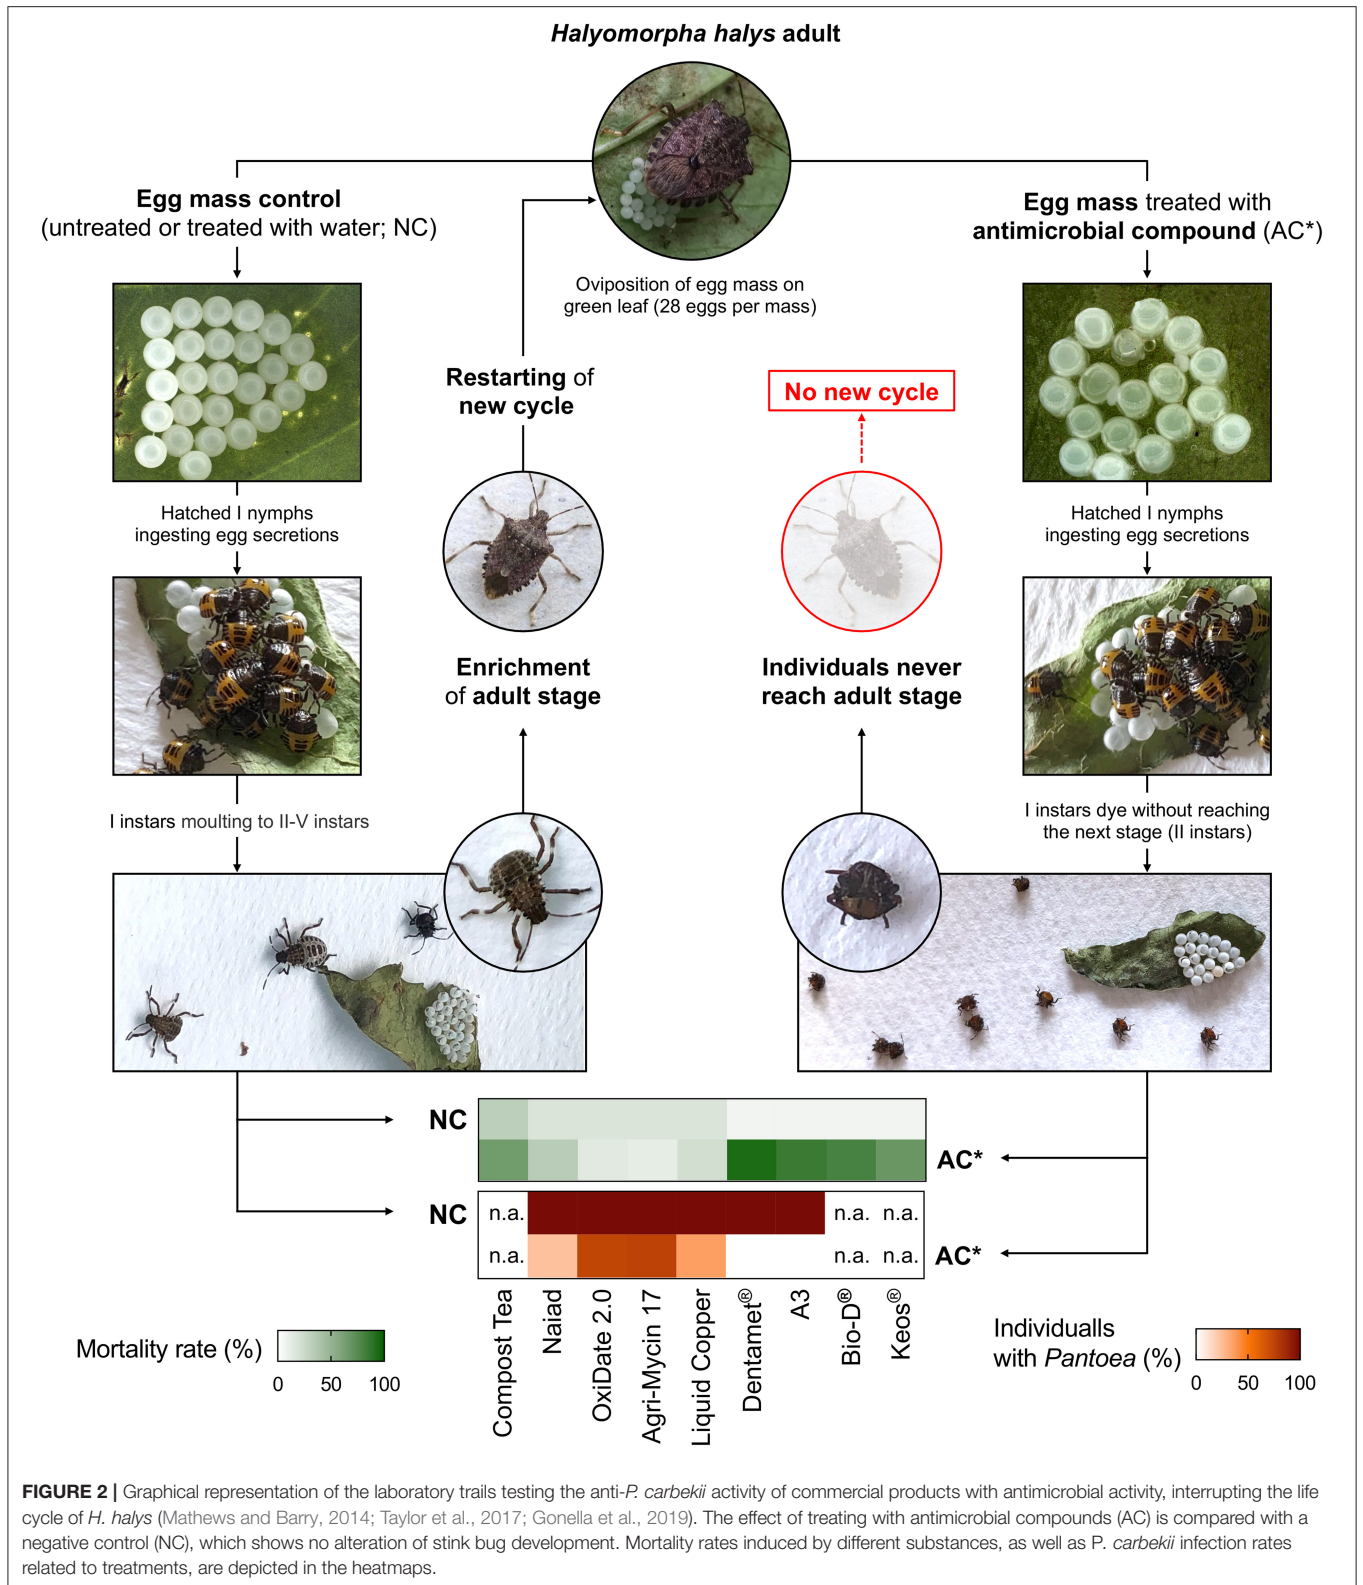 Halyomorpha halys adult
Egg mass control
(untreated or treated with water; NC)
Egg mass treated with
antimicrobial compound (AC*)
Oviposition of egg mass on
green leaf (28 eggs per mass)
Restarting of
new cycle
No new cycle
Hatched I nymphs
ingesting egg secretions
Hatched I nymphs
ingesting egg secretions
Enrichment
of adult stage
Individuals never
reach adult stage
I instars moulting to II-V instars
I instars dye without reaching
the next stage (II instars)
NC
AC*
NC n.a. n.a. n.a.
n.a. n.a. n.a. AC*
Compost Tea
Naiad
OxiDate 2.0
Agri-Mycin 17
Liquid Copper
Dentamet®
A3
Bio-D®
Keos®
Mortality rate (%)
0 50 100
Individualls
with Pantoea (%)
0 50 100
FIGURE 2 | Graphical representation of the laboratory trails testing the anti-P. carbekii activity of commercial products with antimicrobial activity, interrupting the life
cycle of H. halys (Mathews and Barry, 2014; Taylor et al., 2017; Gonella et al., 2019). The effect of treating with antimicrobial compounds (AC) is compared with a
negative control (NC), which shows no alteration of stink bug development. Mortality rates induced by different substances, as well as P. carbekii infection rates
related to treatments, are depicted in the heatmaps.